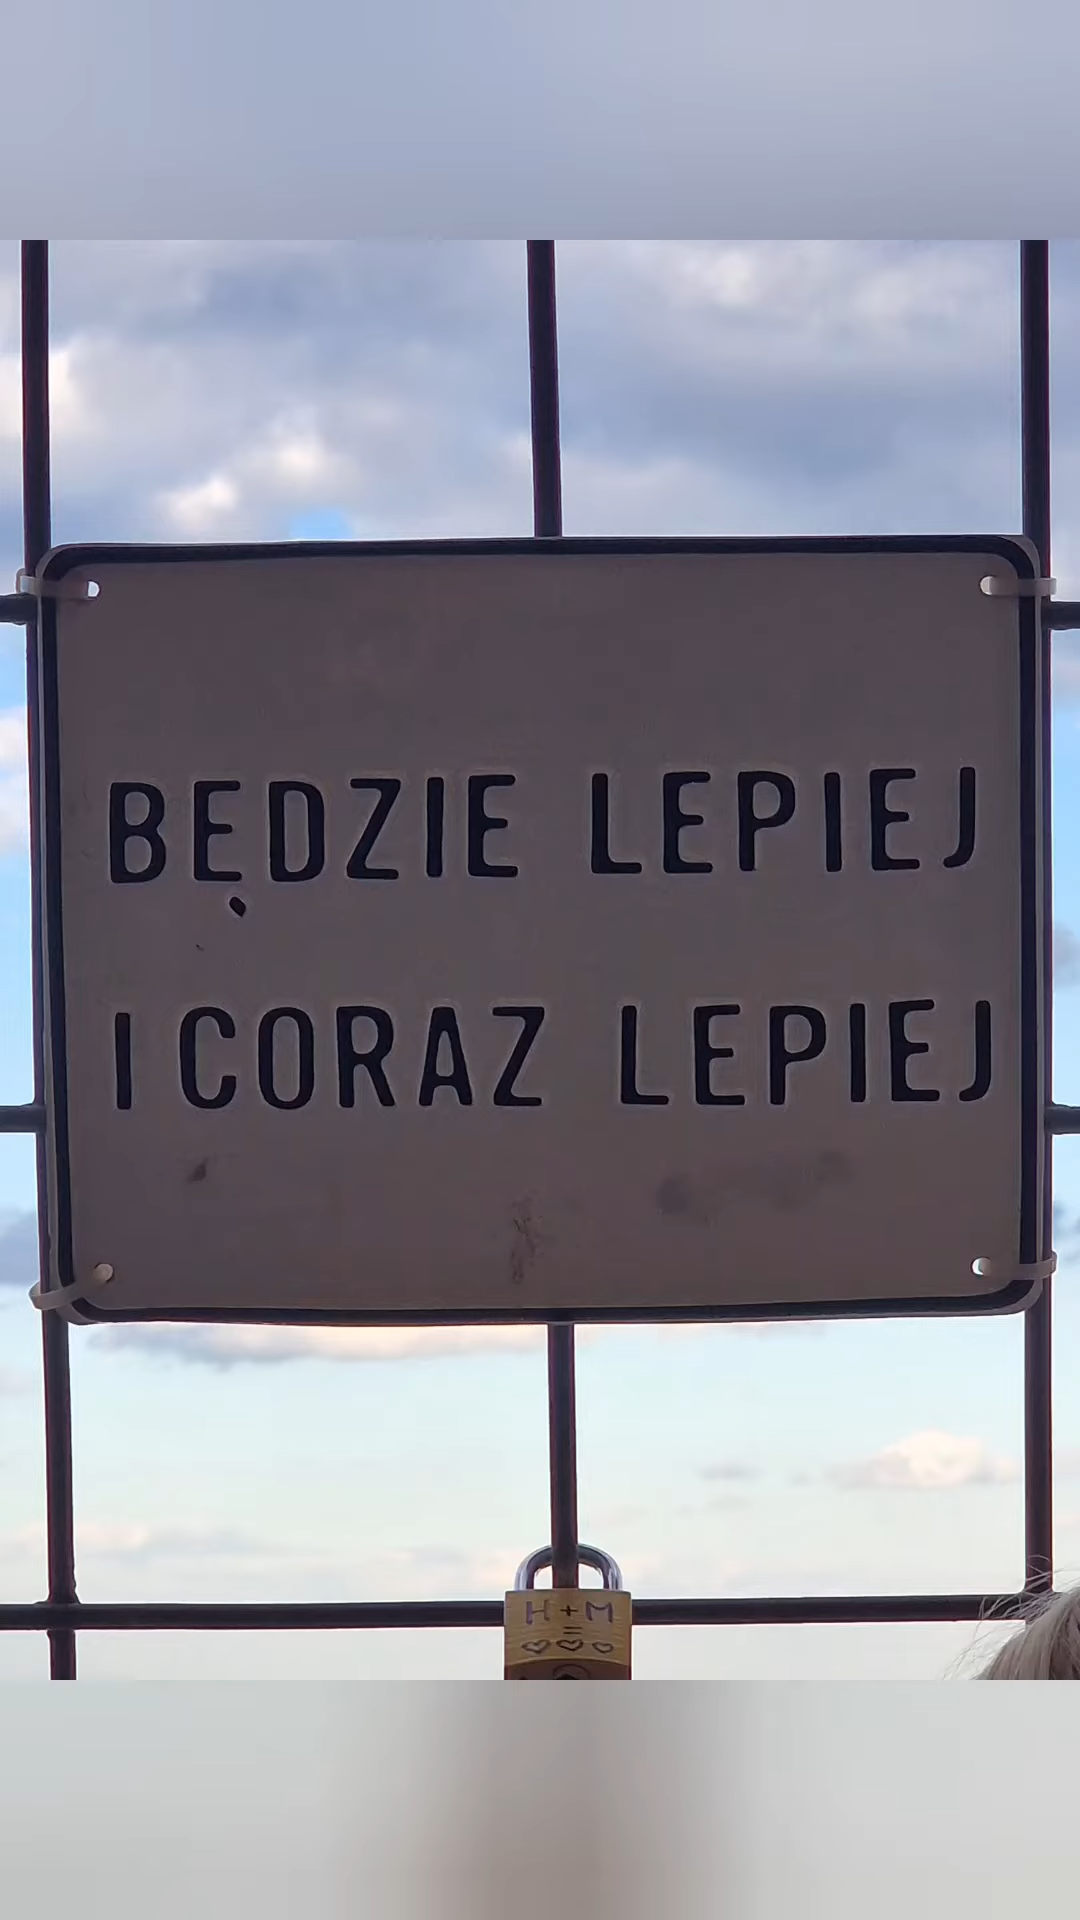 BĘDZIE LEPIEJ
I CORAZ LEPIEJ
H+M
=
♡♡♡